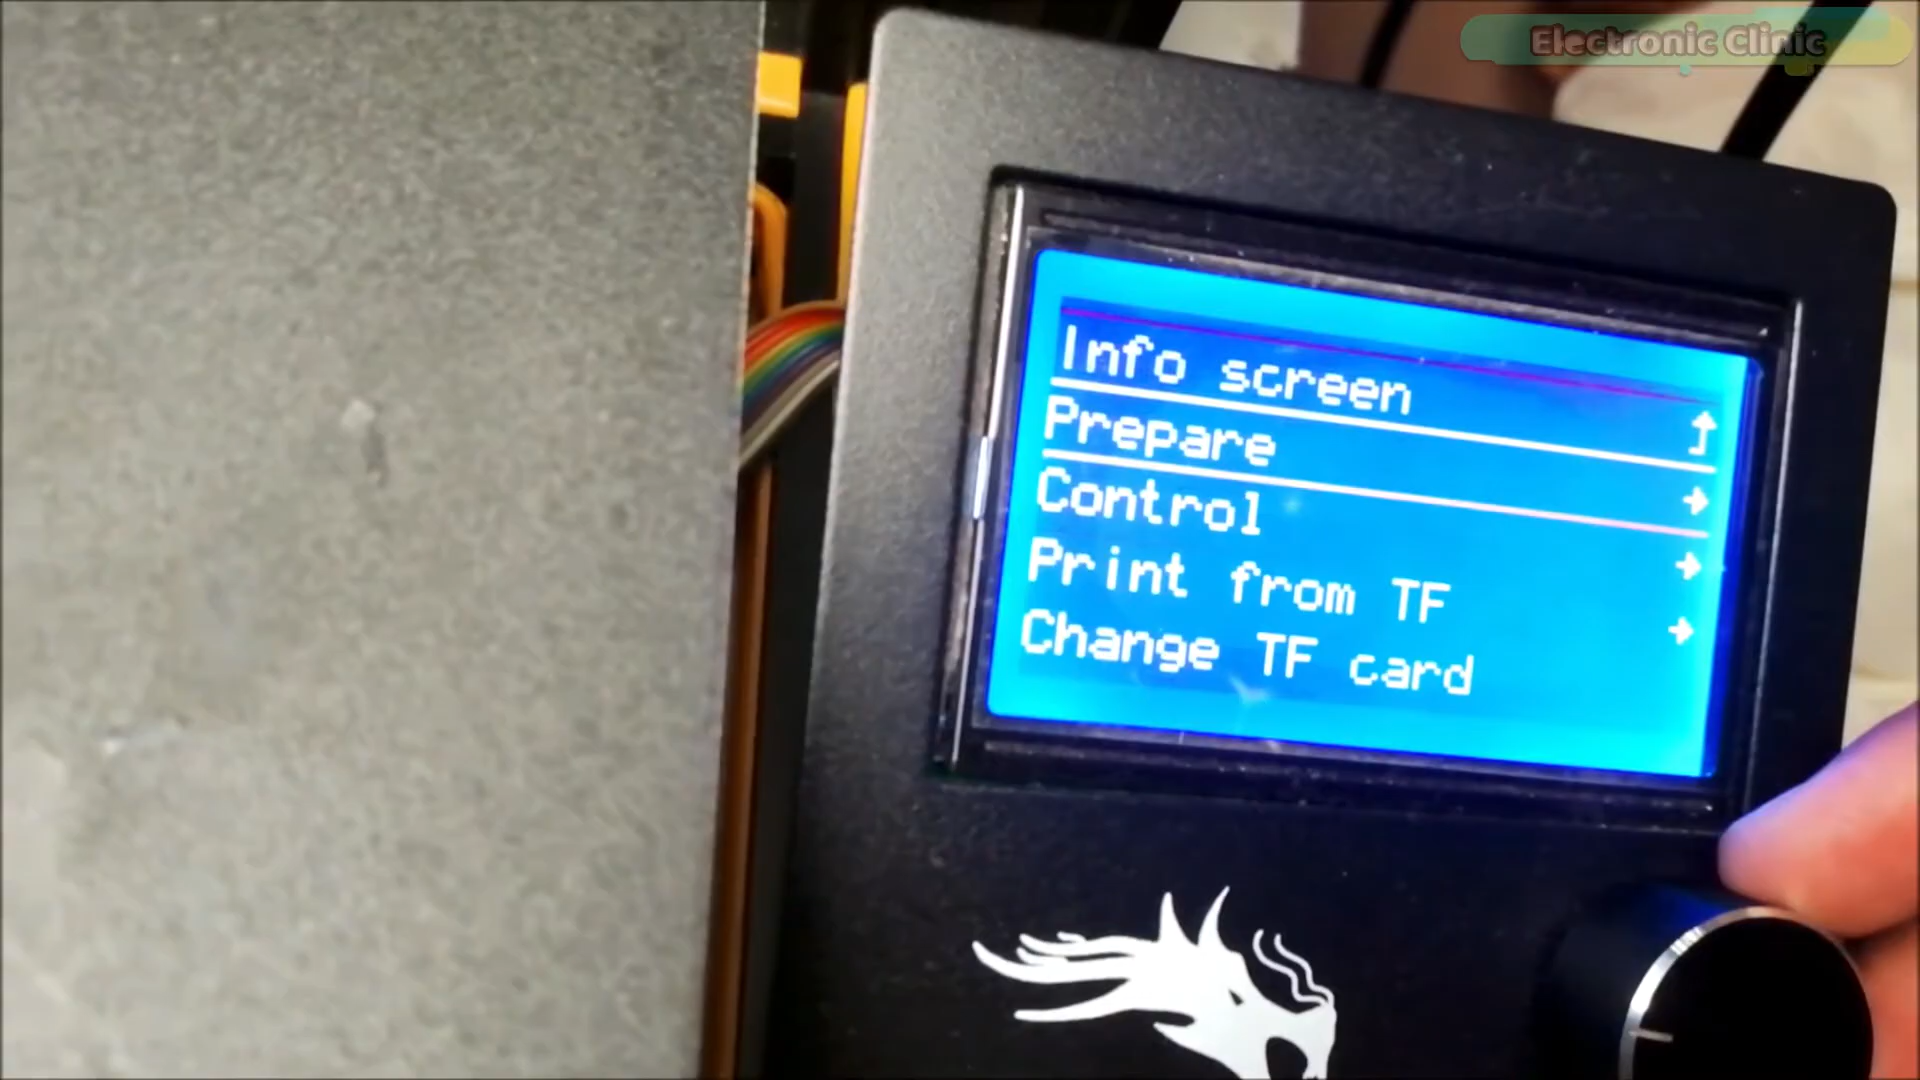 Electronic Clinic
Info screen
Prepare
Control
Print from TF
Change TF card